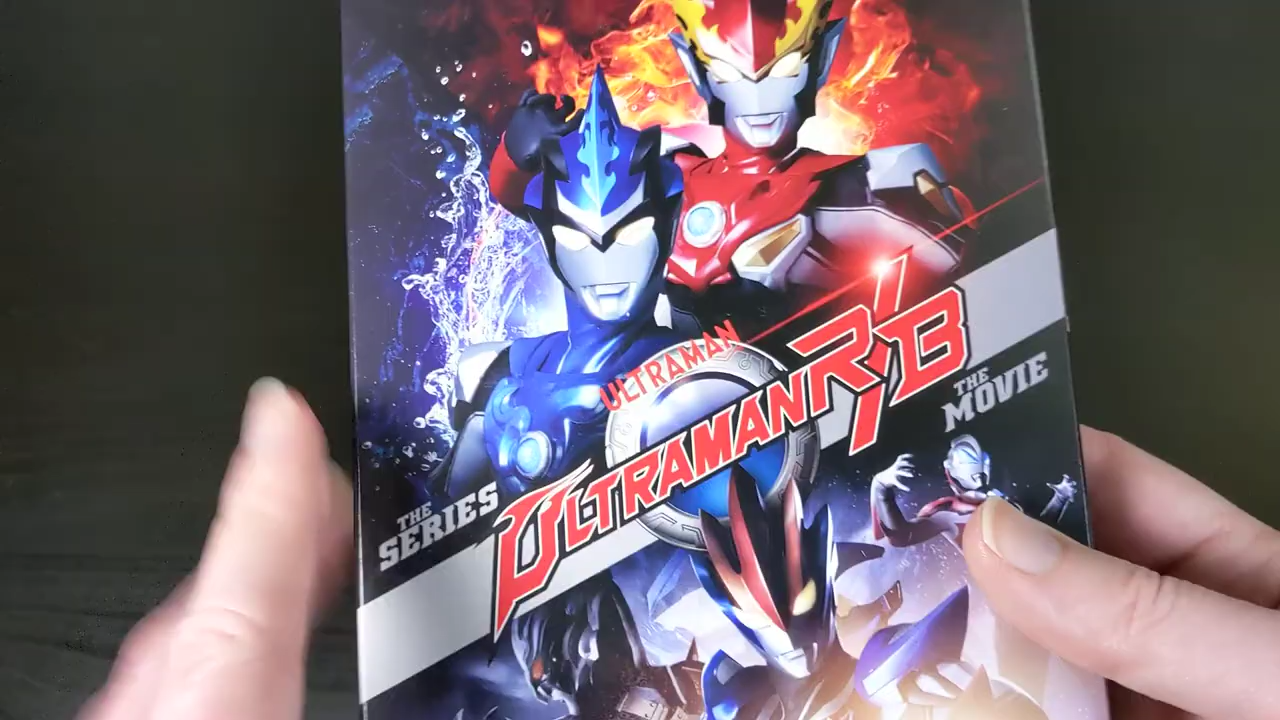 ULTRAMAN
ULTRAMAN R/B
THE
SERIES
THE
MOVIE